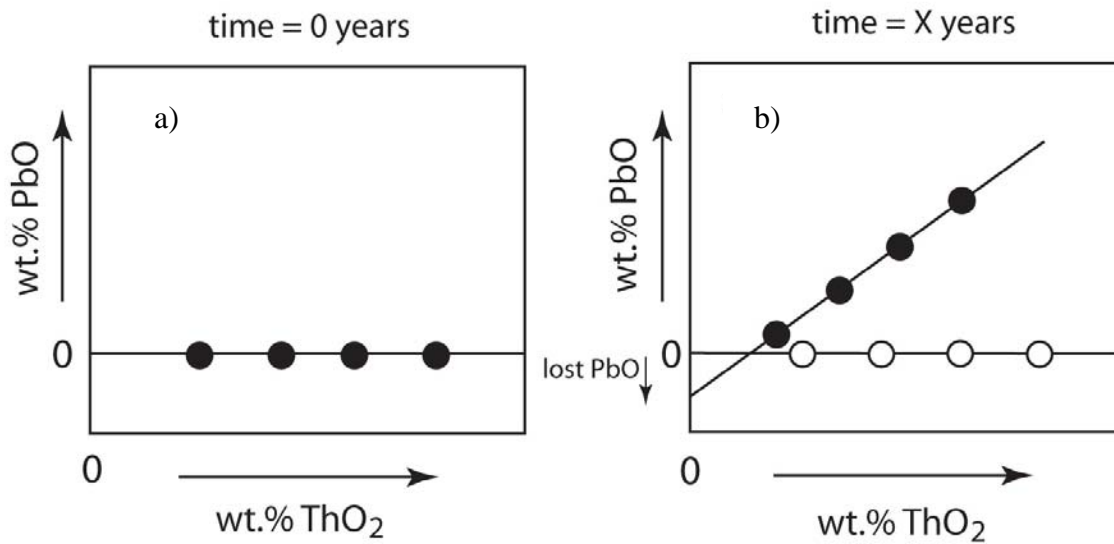 time = 0 years
a)
wt.% PbO
0
0
wt.% ThO₂
time = X years
b)
wt.% PbO
0
lost PbO
0
wt.% ThO₂